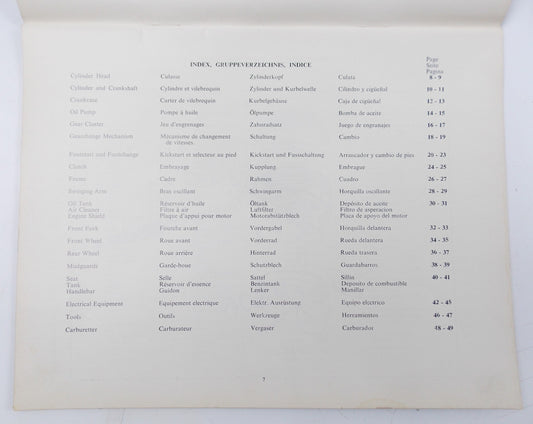 INDEX, GRUPPEVERZEICHNIS, INDICE
Page
Seite
Pagina
Cylinder Head Culasse Zylinderkopf Culata 8 - 9
Cylinder and Crankshaft Cylindre et vilebrequin Zylinder und Kurbelwelle Cilindro y cigüeñal 10 - 11
Crankcase Carter de vilebrequin Kurbelgehäuse Caja de cigüeñal 12 - 13
Oil Pump Pompe à huile Ölpumpe Bomba de aceite 14 - 15
Gear Cluster Jeu d'engrenages Zahnradsatz Juego de engranajes 16 - 17
Gearchange Mechanism Mécanisme de changement Schaltung Cambio 18 - 19
de vitesses.
Footstart and Footchange Kickstart et selecteur au pied Kickstart und Fussschaltung Arrancador y cambio de pies 20 - 23
Clutch Embrayage Kupplung Embrague 24 - 25
Frame Cadre Rahmen Cuadro 26 - 27
Swinging Arm Bras oscillant Schwingarm Horquilla oscillante 28 - 29
Oil Tank Réservoir d'huile Öltank Depósito de aceite 30 - 31
Air Cleaner Filtre à air Luftfilter Filtro de asperacion
Engine Shield Plaque d'appui pour motor Motorabstützblech Placa de apoyo del motor
Front Fork Fourche avant Vordergabel Horquilla delantera 32 - 33
Front Wheel Roue avant Vorderrad Rueda delantera 34 - 35
Rear Wheel Roue arrière Hinterrad Rueda trasera 36 - 37
Mudguards Garde-boue Schutzblech Guardabarros 38 - 39
Seat Selle Sattel Sillin 40 - 41
Tank Réservoir d'essence Benzintank Deposito de combustible
Handlebar Guidon Lenker Manillar
Electrical Equipment Equipement electrique Elektr. Ausrüstung Equipo electrico 42 - 45
Tools Outils Werkzeuge Herramientos 46 - 47
Carburetter Carburateur Vergaser Carburador 48 - 49
7